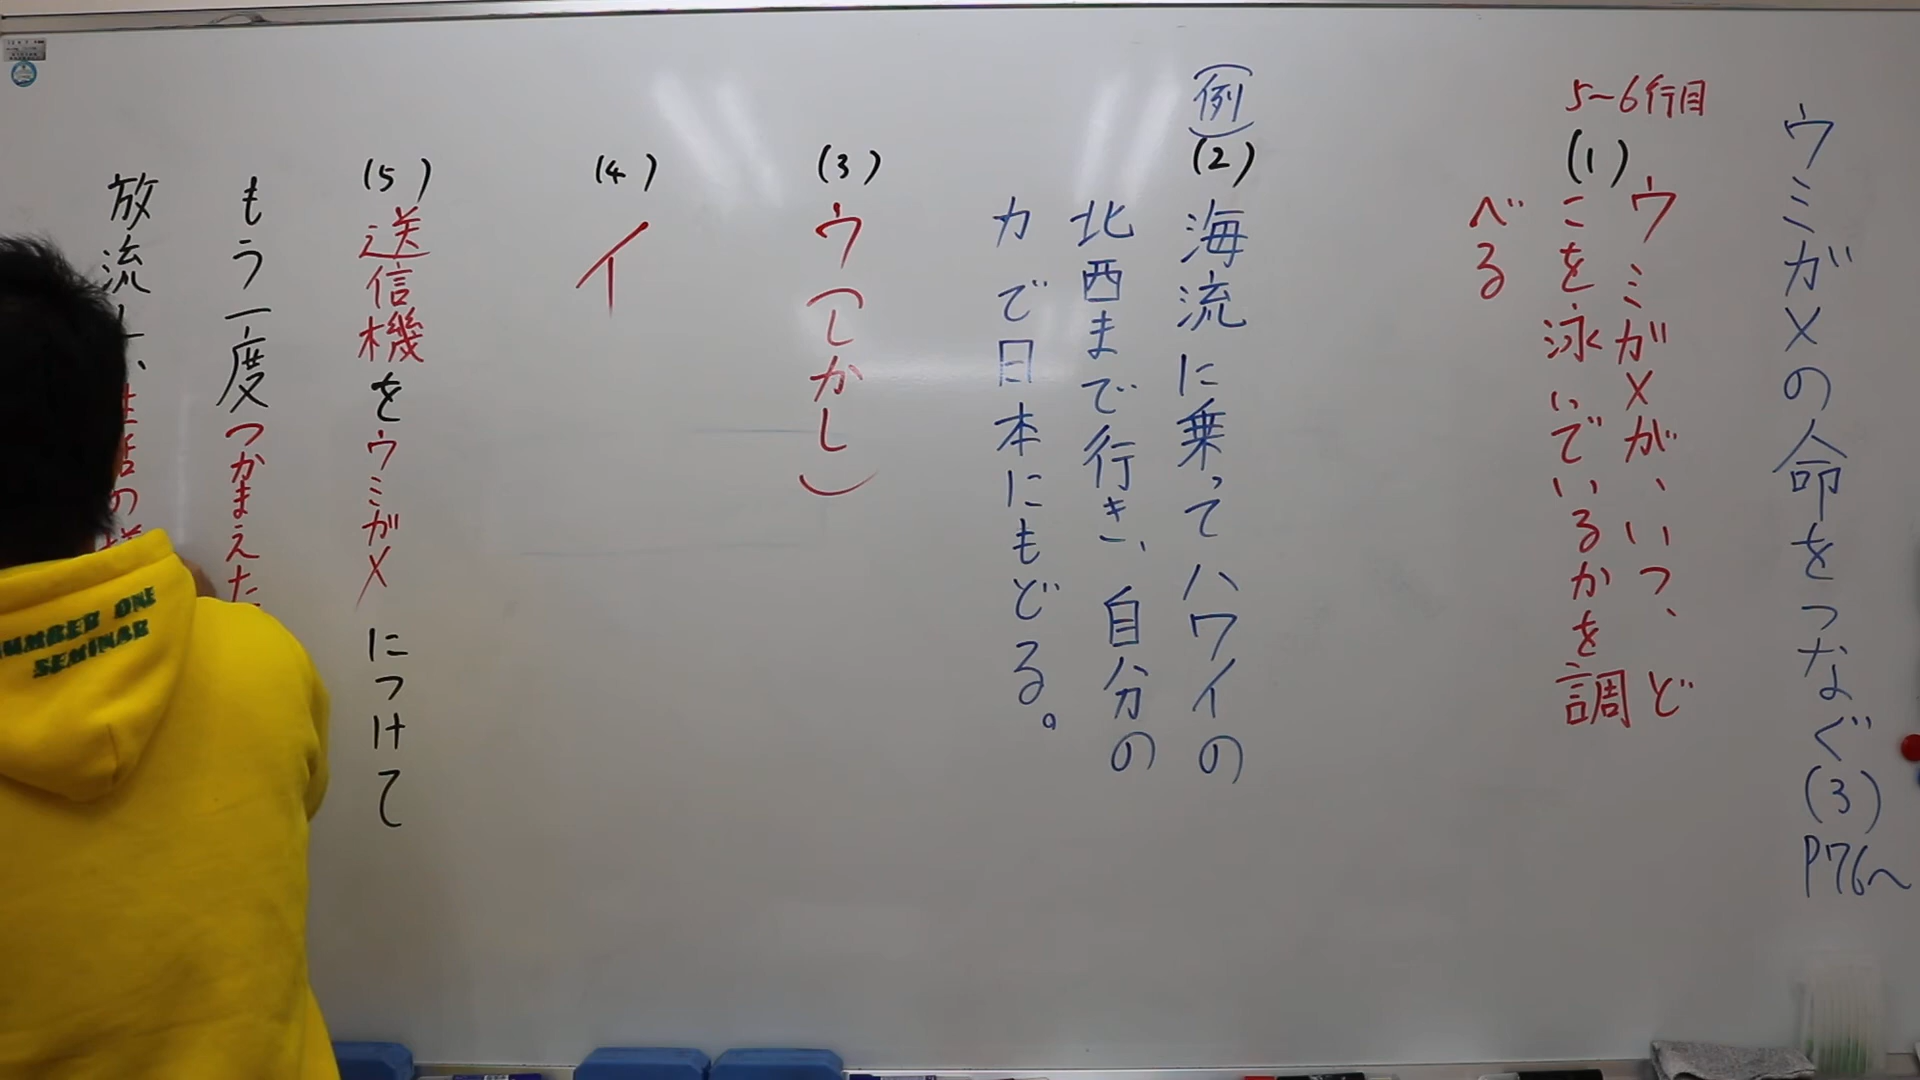 ウミガメの命をつなぐ(3)
P76~
5~6行目
(1)
ウミガメが、いつ、ど
こを泳いでいるかを調
べる
(例)
(2)
海流に乗ってハワイの
北西まで行き、自分の
力で日本にもどる。
(3)
ウ(しかし)
(4)
イ
(5)
送信機をウミガメにつけて
もう一度つかまえた
放流
の
NUMBER ONE
SEMINAR